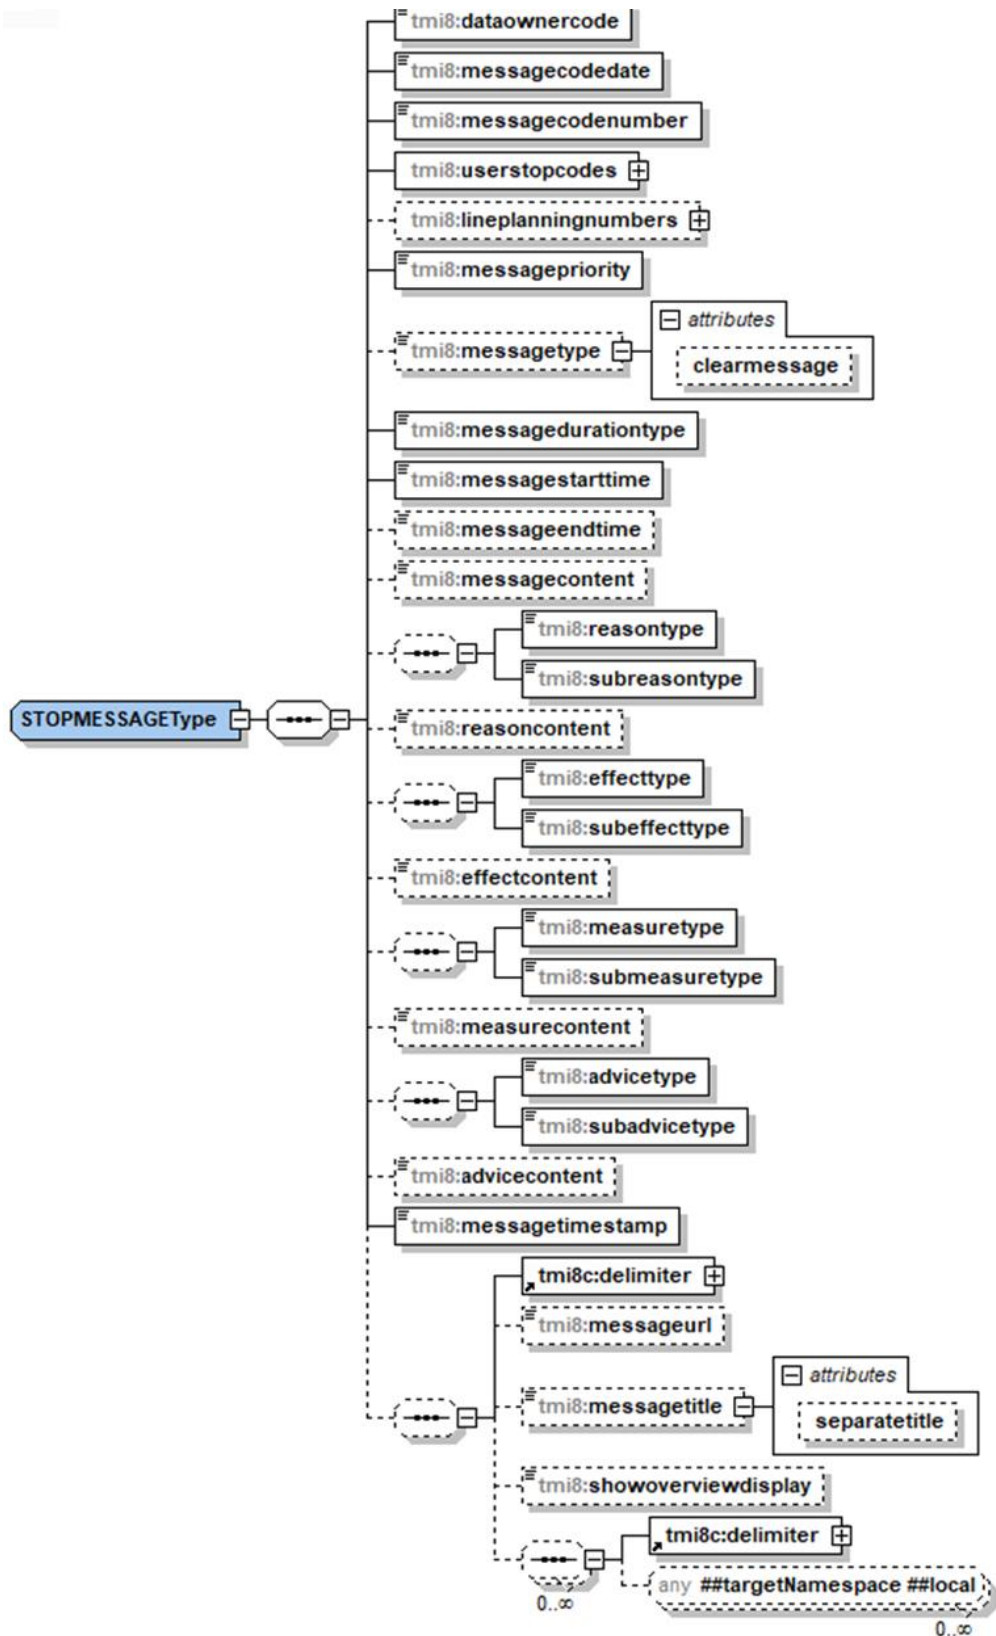 tmi8:dataownercode
tmi8:messagecodedate
tmi8:messagecodenumber
tmi8:userstopcodes
tmi8:lineplanningnumbers
tmi8:messagepriority
attributes
tmi8:messagetype
clearmessage
tmi8:messagedurationtype
tmi8:messagestarttime
tmi8:messageendtime
tmi8:messagecontent
tmi8:reasontype
tmi8:subreasontype
STOPMESSAGEType
tmi8:reasoncontent
tmi8:effecttype
tmi8:subeffecttype
tmi8:effectcontent
tmi8:measuretype
tmi8:submeasuretype
tmi8:measurecontent
tmi8:advicetype
tmi8:subadvicetype
tmi8:advicecontent
tmi8:messagetimestamp
tmi8c:delimiter
tmi8:messageurl
attributes
tmi8:messagetitle
separatetitle
tmi8:showoverviewdisplay
tmi8c:delimiter
any ##targetNamespace ##local
0..∞
0..∞